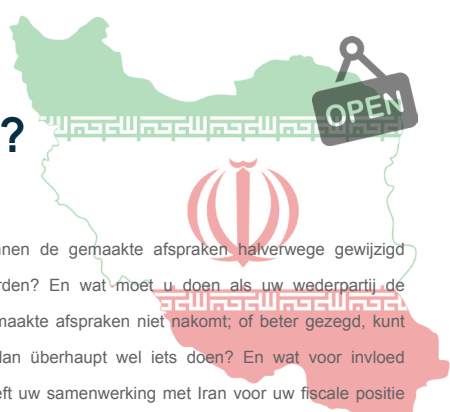 OPEN
?
nnen de gemaakte afspraken halverwege gewijzigd
rden? En wat moet u doen als uw wederpartij de
maakte afspraken niet nakomt; of beter gezegd, kunt
dan überhaupt wel iets doen? En wat voor invloed
eft uw samenwerking met Iran voor uw fiscale positie